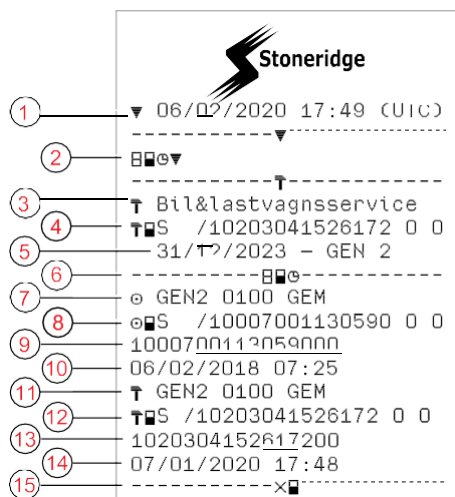 Stoneridge
1 ▼ 06/02/2020 17:49 (UTC)
▼
2
3 Bil&lastvagnsservice
4 S /10203041526172 0 0
5 31/12/2023 - GEN 2
6
7 GEN2 0100 GEM
8 S /10007001130590 0 0
9 1000700113059000
10 06/02/2018 07:25
11 GEN2 0100 GEM
12 S /10203041526172 0 0
13 1020304152617200
14 07/01/2020 17:48
15 ×